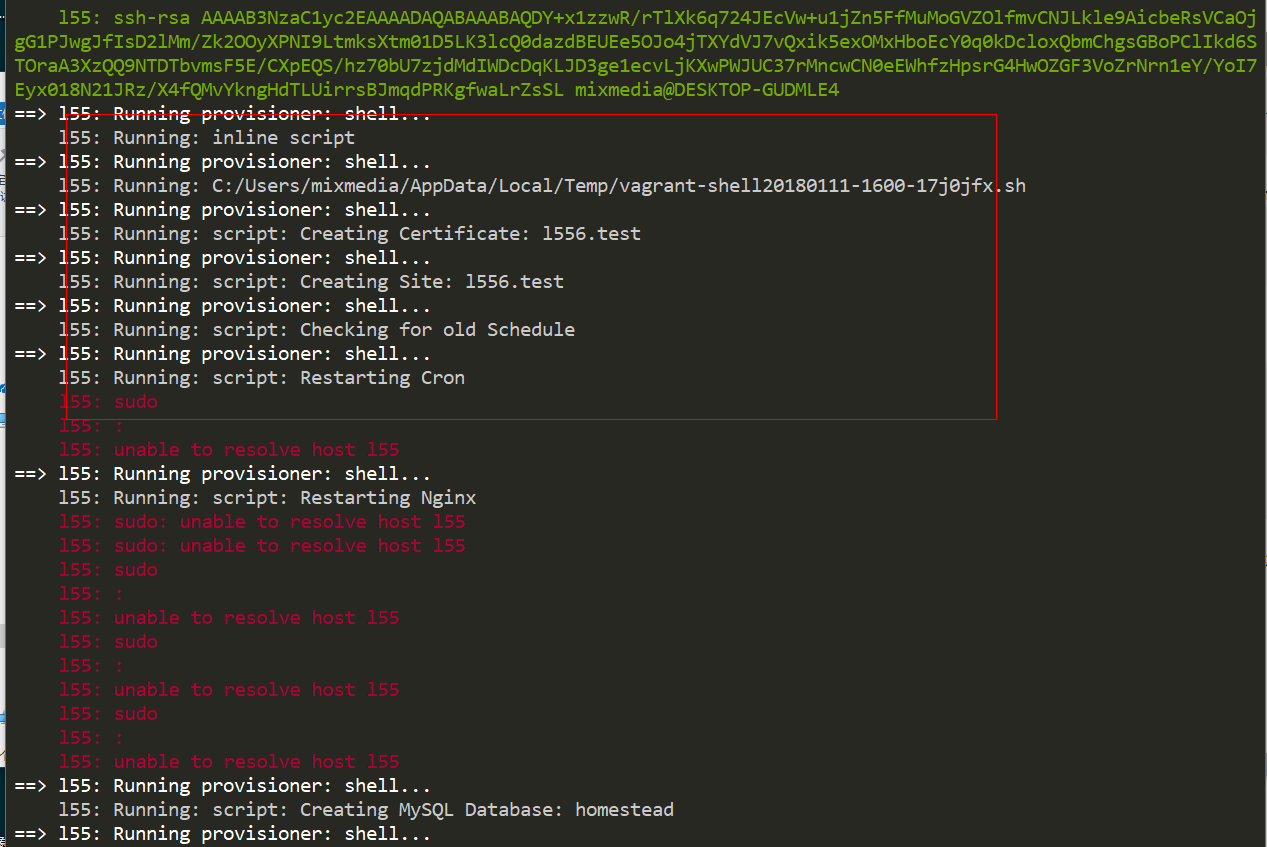 l55: ssh-rsa AAAAB3NzaC1yc2EAAAADAQABAAABAQDY+x1zzwR/rTlXk6q724JEcVw+u1jZn5FfMuMoGVZOlfmvCNJLkle9AicbeRsVCaOj
gG1PJwgJfIsD2lMm/Zk2OOyXPNI9LtmksXtm01D5LK3lcQ0dazdBEUEe5OJo4jTXYdVJ7vQxik5exOMxHboEcY0q0kDcloxQbmChgsGBoPClIkd6S
TOraA3XzQQ9NTDTbvmsF5E/CXpEQS/hz70bU7zjdMdIWDcDqKLJD3ge1ecvLjKXwPWJUC37rMncwCN0eEWhfzHpsrG4HwOZGF3VoZrNrn1eY/YoI7
Eyx018N21JRz/X4fQMvYkngHdTLUirrsBJmqdPRKgfwaLrZsSL mixmedia@DESKTOP-GUDMLE4
==> l55: Running provisioner: shell...
l55: Running: inline script
==> l55: Running provisioner: shell...
l55: Running: C:/Users/mixmedia/AppData/Local/Temp/vagrant-shell20180111-1600-17j0jfx.sh
==> l55: Running provisioner: shell...
l55: Running: script: Creating Certificate: l556.test
==> l55: Running provisioner: shell...
l55: Running: script: Creating Site: l556.test
==> l55: Running provisioner: shell...
l55: Running: script: Checking for old Schedule
==> l55: Running provisioner: shell...
l55: Running: script: Restarting Cron
l55: sudo
l55: :
l55: unable to resolve host l55
==> l55: Running provisioner: shell...
l55: Running: script: Restarting Nginx
l55: sudo: unable to resolve host l55
l55: sudo: unable to resolve host l55
l55: sudo
l55: :
l55: unable to resolve host l55
l55: sudo
l55: :
l55: unable to resolve host l55
l55: sudo
l55: :
l55: unable to resolve host l55
==> l55: Running provisioner: shell...
l55: Running: script: Creating MySQL Database: homestead
==> l55: Running provisioner: shell...